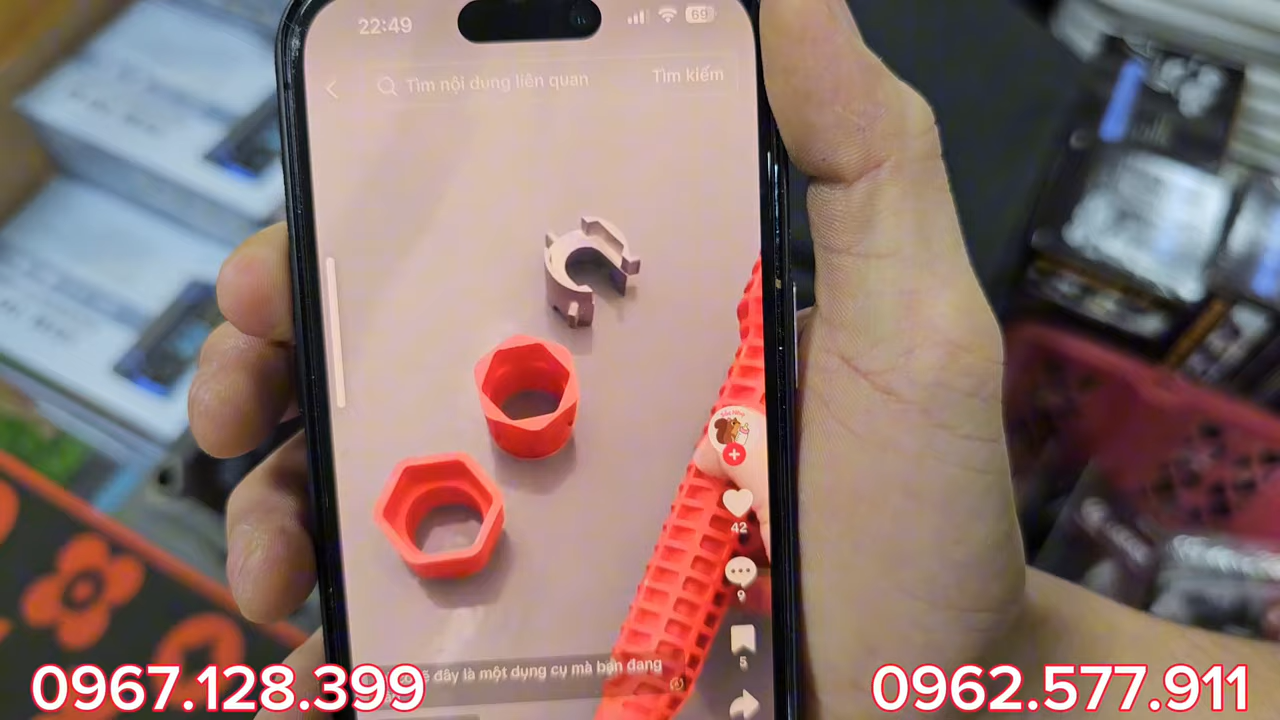 22:49
69
Tìm nội dung liên quan
Tìm kiếm
42
9
5
đây là một dụng cụ mà bạn đang
0967.128.399
0962.577.911